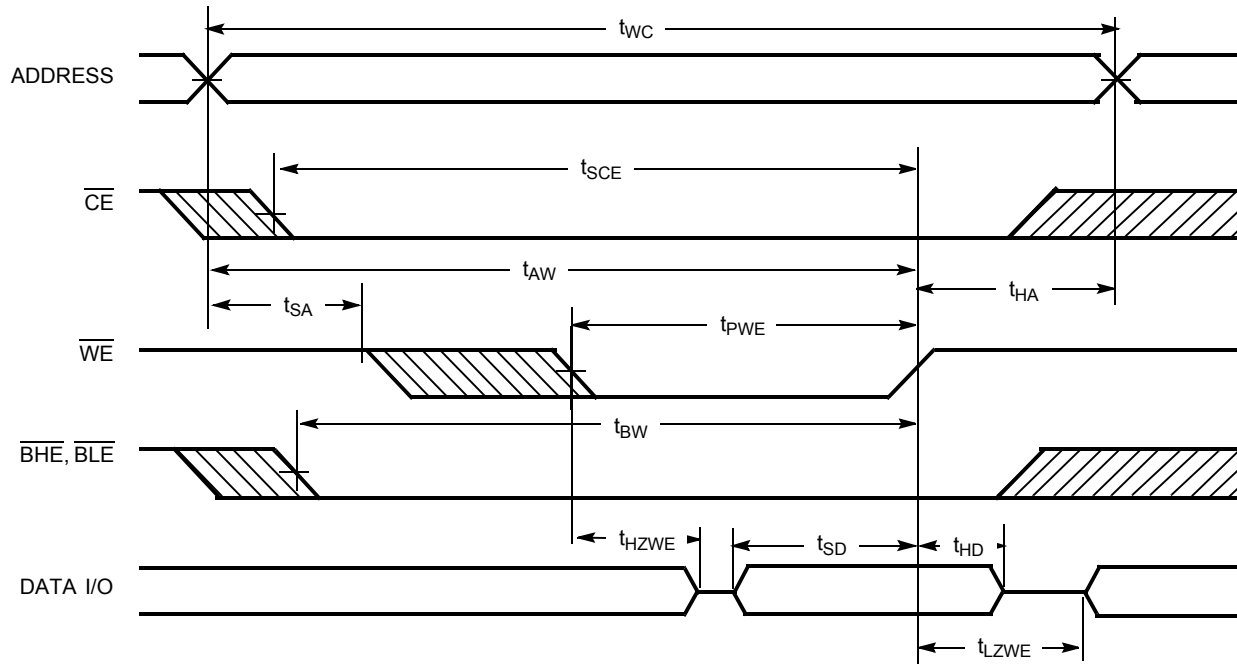 tWC
ADDRESS
tSCE
CE
tAW
tSA
tHA
tPWE
WE
tBW
BHE, BLE
tHZWE
tSD
tHD
DATA I/O
tLZWE